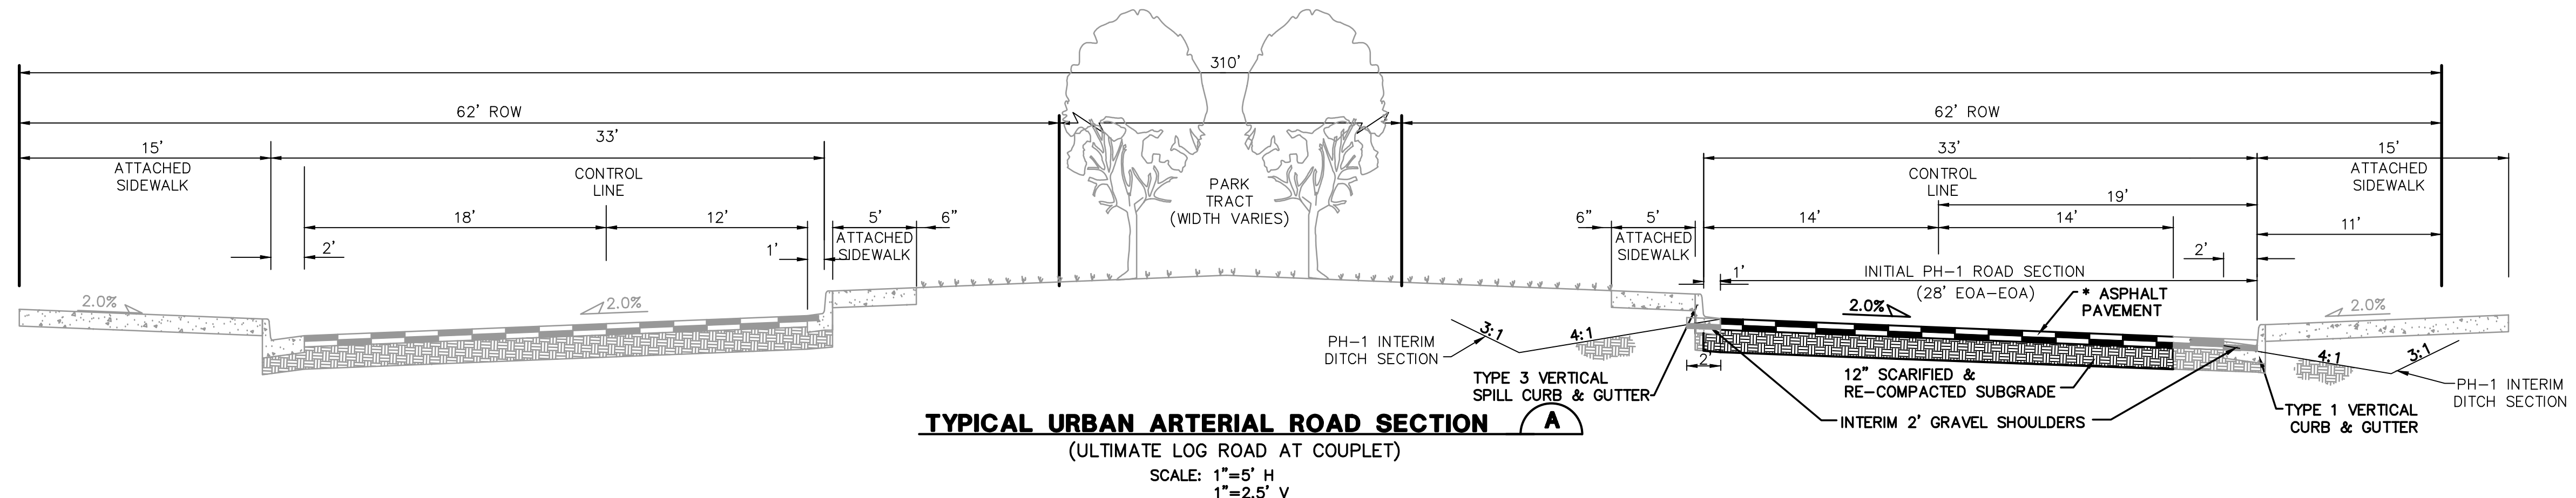 310'
62' ROW
62' ROW
15'
ATTACHED
SIDEWALK
33'
CONTROL
LINE
18'
12'
2'
1'
5'
ATTACHED
SIDEWALK
6"
PARK
TRACT
(WIDTH VARIES)
6"
5'
ATTACHED
SIDEWALK
33'
CONTROL
LINE
19'
14'
14'
15'
ATTACHED
SIDEWALK
11'
2'
1'
INITIAL PH-1 ROAD SECTION
(28' EOA-EOA)
* ASPHALT
PAVEMENT
2.0%
2.0%
2.0%
2.0%
3:1
4:1
PH-1 INTERIM
DITCH SECTION
2'
TYPE 3 VERTICAL
SPILL CURB & GUTTER
12" SCARIFIED &
RE-COMPACTED SUBGRADE
INTERIM 2' GRAVEL SHOULDERS
4:1
3:1
PH-1 INTERIM
DITCH SECTION
TYPE 1 VERTICAL
CURB & GUTTER
TYPICAL URBAN ARTERIAL ROAD SECTION
A
(ULTIMATE LOG ROAD AT COUPLET)
SCALE: 1"=5' H
1"=2.5' V